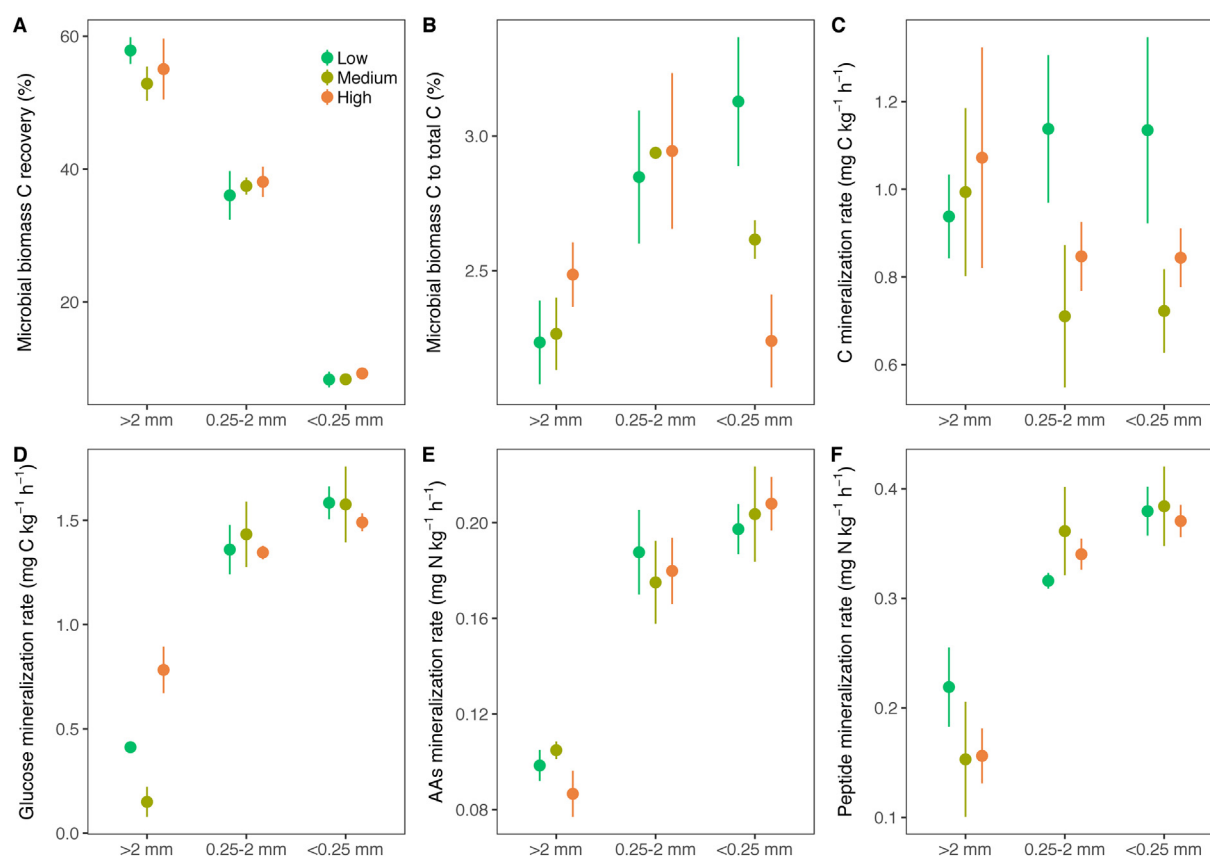 A
Microbial biomass C recovery (%)
60
40
20
Low
Medium
High
>2 mm
0.25-2 mm
<0.25 mm
B
Microbial biomass C to total C (%)
3.0
2.5
>2 mm
0.25-2 mm
<0.25 mm
C
C mineralization rate (mg C kg⁻¹ h⁻¹)
1.2
1.0
0.8
0.6
>2 mm
0.25-2 mm
<0.25 mm
D
Glucose mineralization rate (mg C kg⁻¹ h⁻¹)
1.5
1.0
0.5
0.0
>2 mm
0.25-2 mm
<0.25 mm
E
AAs mineralization rate (mg N kg⁻¹ h⁻¹)
0.20
0.16
0.12
0.08
>2 mm
0.25-2 mm
<0.25 mm
F
Peptide mineralization rate (mg N kg⁻¹ h⁻¹)
0.4
0.3
0.2
0.1
>2 mm
0.25-2 mm
<0.25 mm